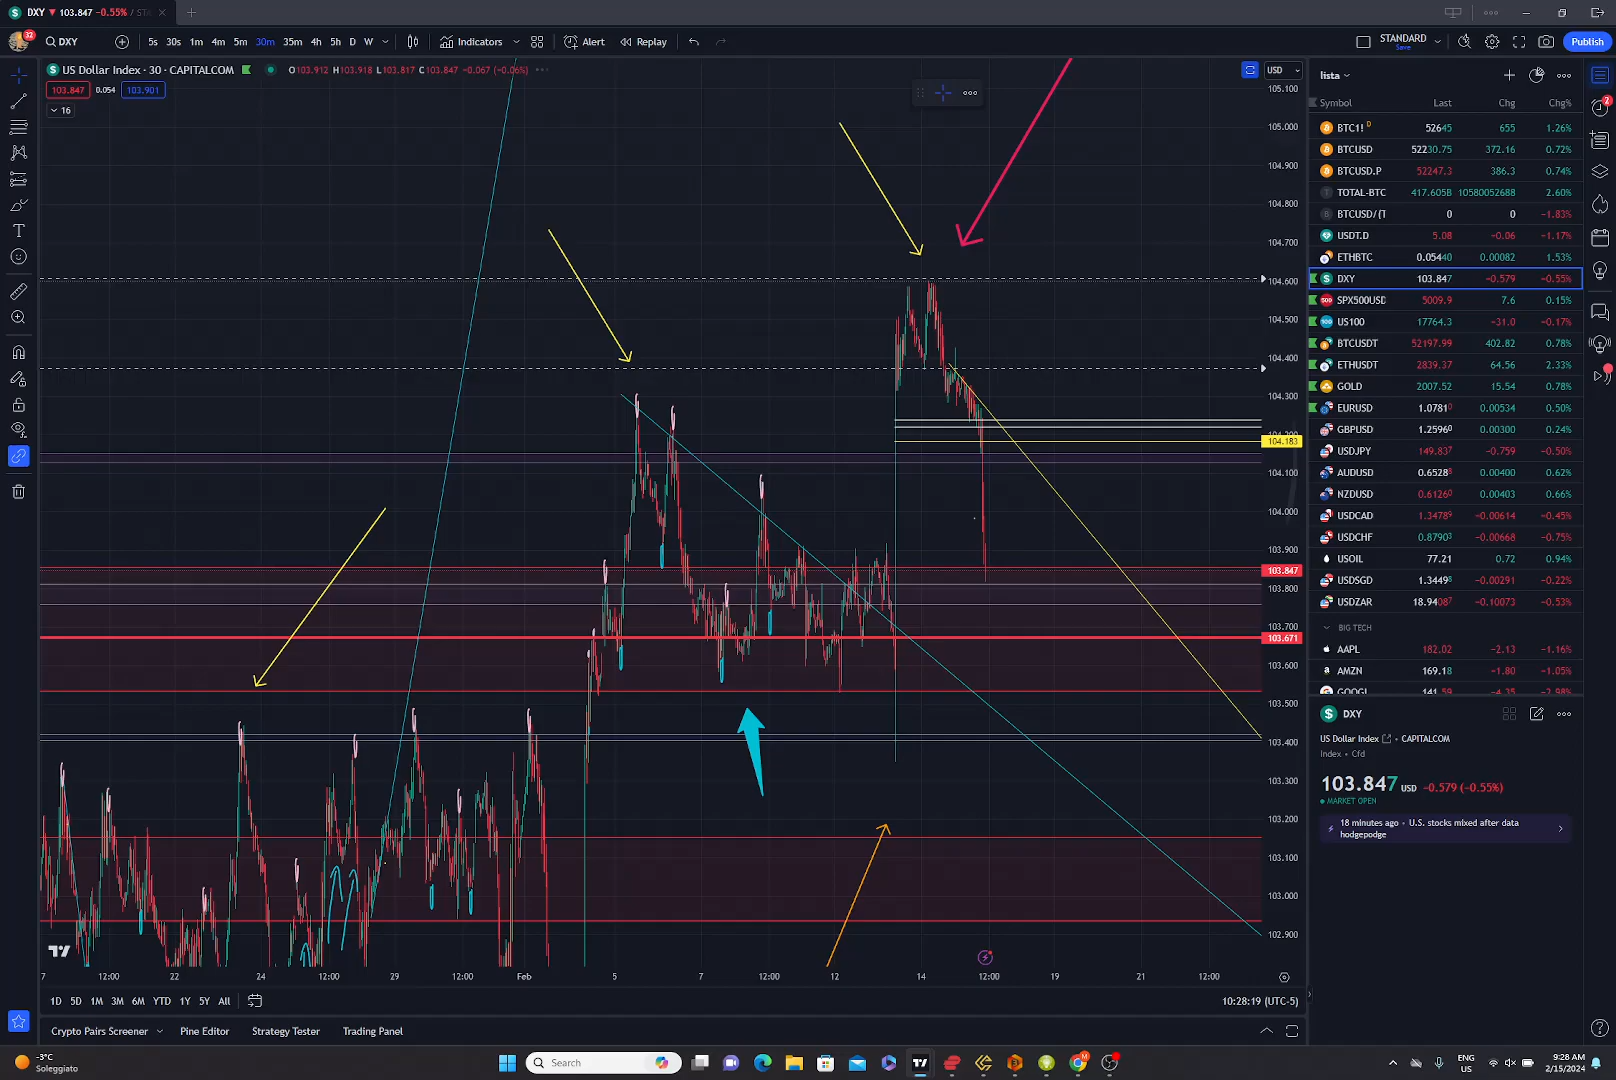 DXY ▼ 103.847 -0.55% / STA
32
DXY
5s 30s 1m 4m 5m 30m 35m 4h 5h D W
Indicators
Alert
Replay
STANDARD
Save
Publish
US Dollar Index · 30 · CAPITALCOM
O103.912 H103.918 L103.817 C103.847 -0.067 (-0.06%)
103.847 0.054 103.901
16
USD
105.100
105.000
104.900
104.800
104.700
104.600
104.500
104.400
104.300
104.200
104.183
104.100
104.000
103.900
103.847
103.800
103.700
103.671
103.600
103.500
103.400
103.300
103.200
103.100
103.000
102.900
7 12:00 22 24 12:00 29 12:00 Feb 5 7 12:00 12 14 12:00 19 21 12:00
1D 5D 1M 3M 6M YTD 1Y 5Y All
10:28:19 (UTC-5)
Crypto Pairs Screener Pine Editor Strategy Tester Trading Panel
lista
Symbol Last Chg Chg%
BTC1! D 52645 655 1.26%
BTCUSD 52230.75 372.16 0.72%
BTCUSD.P 52247.3 386.3 0.74%
TOTAL-BTC 417.605B 10580052688 2.60%
BTCUSD/(T 0 0 -1.83%
USDT.D 5.08 -0.06 -1.17%
ETHBTC 0.05440 0.00082 1.53%
DXY 103.847 -0.579 -0.55%
SPX500USD 5009.9 7.6 0.15%
US100 17764.3 -31.0 -0.17%
BTCUSDT 52197.99 402.82 0.78%
ETHUSDT 2839.37 64.56 2.33%
GOLD 2007.52 15.54 0.78%
EURUSD 1.07810 0.00534 0.50%
GBPUSD 1.25960 0.00300 0.24%
USDJPY 149.837 -0.759 -0.50%
AUDUSD 0.6528 0.00400 0.62%
NZDUSD 0.61260 0.00403 0.66%
USDCAD 1.34789 -0.00614 -0.45%
USDCHF 0.87903 -0.00668 -0.75%
USOIL 77.21 0.72 0.94%
USDSGD 1.34498 -0.00291 -0.22%
USDZAR 18.94087 -0.10073 -0.53%
BIG TECH
AAPL 182.02 -2.13 -1.16%
AMZN 169.18 -1.80 -1.05%
GOOGL 141.59 -4.35 -2.98%
DXY
US Dollar Index · CAPITALCOM
Index · Cfd
103.847 USD -0.579 (-0.55%)
MARKET OPEN
18 minutes ago · U.S. stocks mixed after data
hodgepodge
2
-3°C
Soleggiato
Search
ENG
US
9:28 AM
2/15/2024